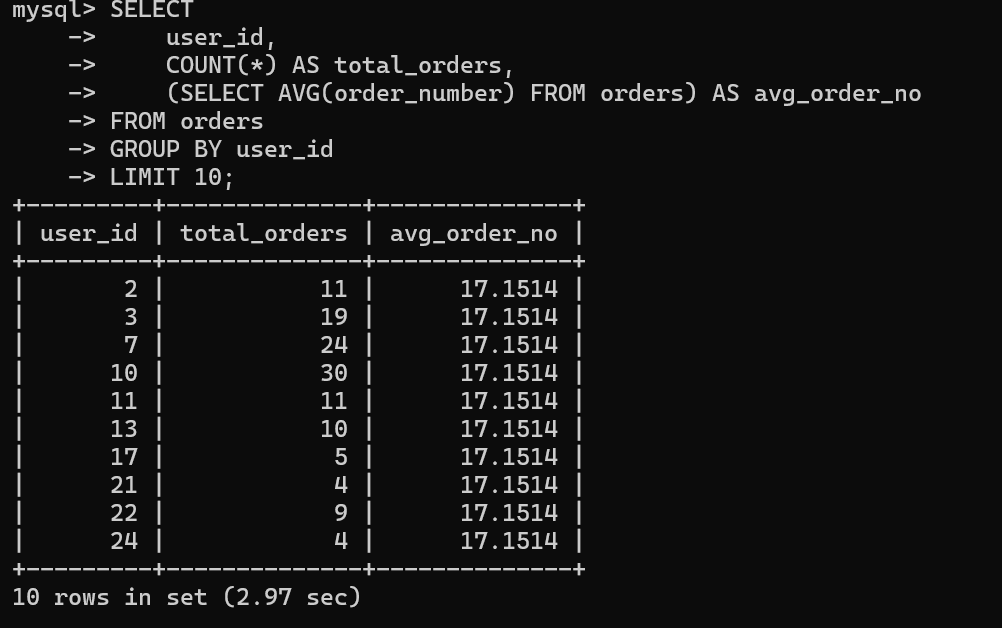 mysql> SELECT
    ->     user_id,
    ->     COUNT(*) AS total_orders,
    ->     (SELECT AVG(order_number) FROM orders) AS avg_order_no
    -> FROM orders
    -> GROUP BY user_id
    -> LIMIT 10;
+---------+--------------+--------------+
| user_id | total_orders | avg_order_no |
+---------+--------------+--------------+
|       2 |           11 |      17.1514 |
|       3 |           19 |      17.1514 |
|       7 |           24 |      17.1514 |
|      10 |           30 |      17.1514 |
|      11 |           11 |      17.1514 |
|      13 |           10 |      17.1514 |
|      17 |            5 |      17.1514 |
|      21 |            4 |      17.1514 |
|      22 |            9 |      17.1514 |
|      24 |            4 |      17.1514 |
+---------+--------------+--------------+
10 rows in set (2.97 sec)